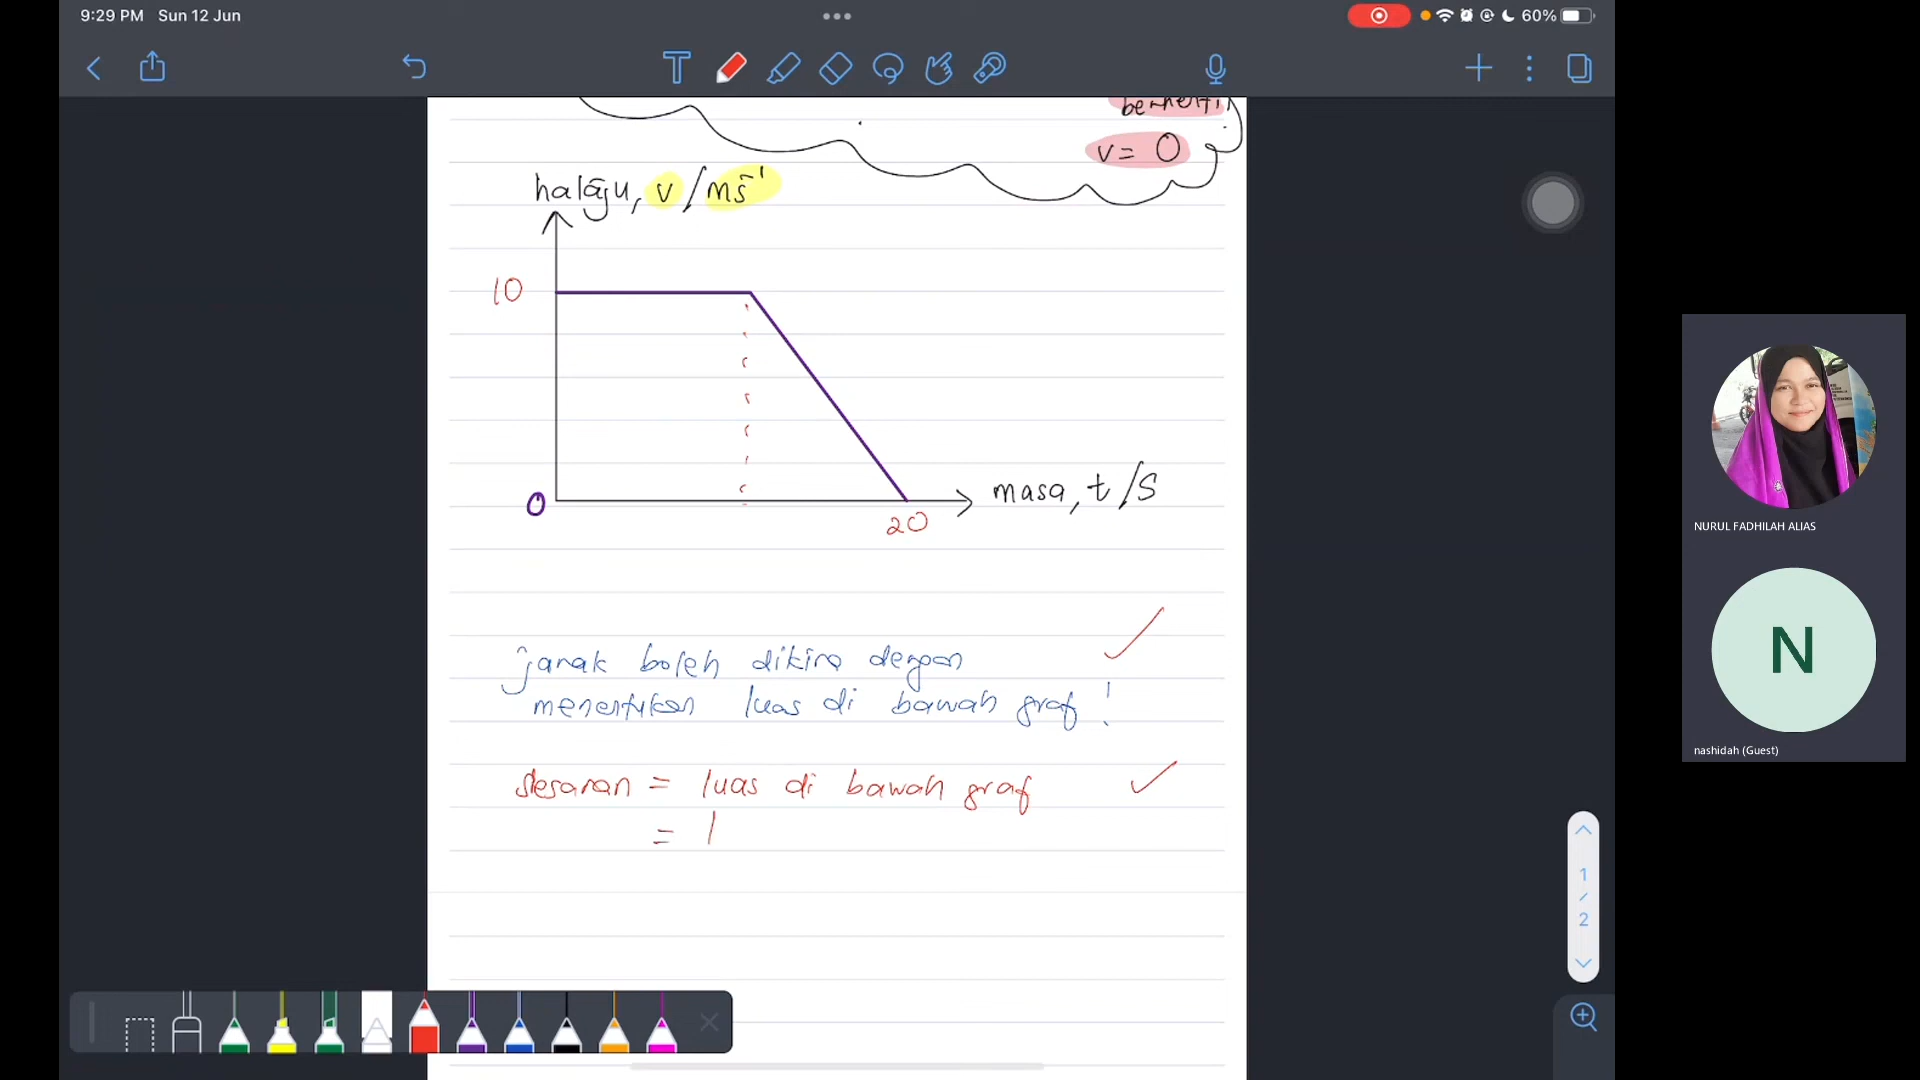 9:29 PM Sun 12 Jun
60%
v = 0
halaju, v/ms⁻¹
10
0
20
masa, t/s
jarak boleh dikira dengan
menentukan luas di bawah graf!
sesaran = luas di bawah graf
=
1
/
2
NURUL FADHILAH ALIAS
N
nashidah (Guest)